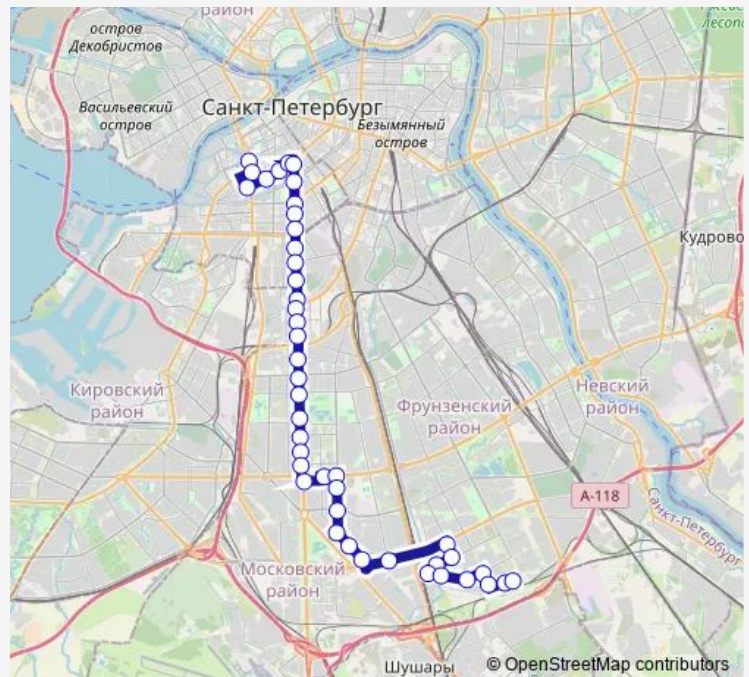 район
остров
Декабристов
Васильевский
остров
Санкт-Петербург
Безымянный
остров
Кудрово
Кировский
район
Фрунзенский
район
Невский
район
А-118
Санкт-Петербург
Московский
район
Шушары
© OpenStreetMap contributors